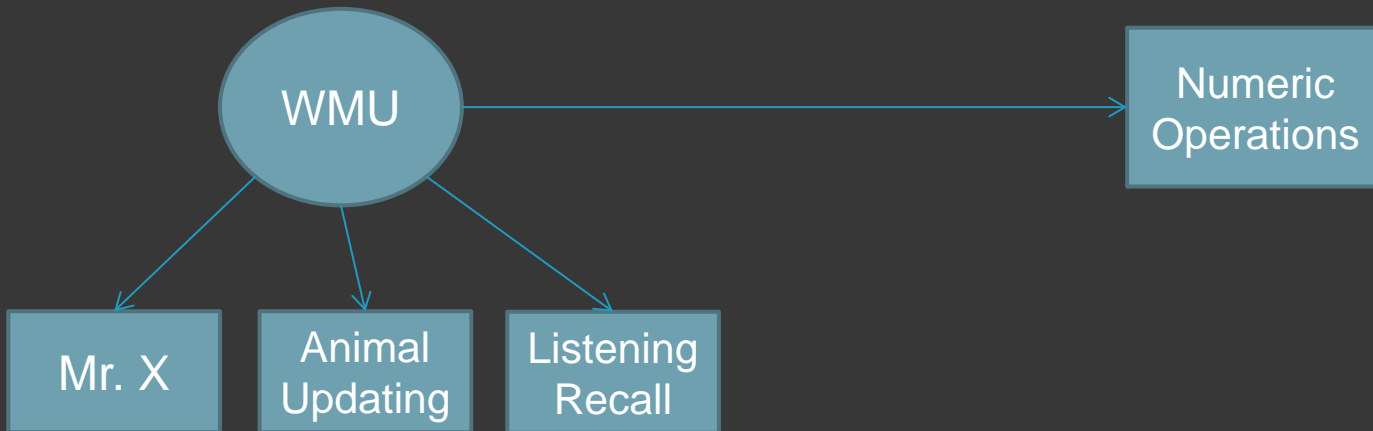 WMU
Numeric
Operations
Mr. X
Animal
Updating
Listening
Recall